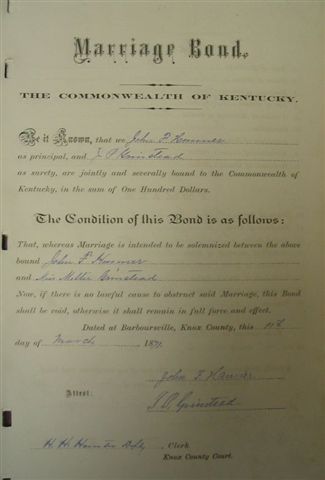 Marriage Bond,
THE COMMONWEALTH OF KENTUCKY.
Be it Known, that we John F. Hammer
as principal, and J P Grinstead
as surety, are jointly and severally bound to the Commonwealth of
Kentucky, in the sum of One Hundred Dollars.
The Condition of this Bond is as follows:
That, whereas Marriage is intended to be solemnized between the above
bound John F. Hammer
and Miss Grinstead
Now, if there is no lawful cause to obstruct said Marriage, this Bond
shall be void, otherwise it shall remain in full force and effect.
Dated at Barboursville, Knox County, this 11th
day of March 187
John F. Hammer
Attest:
Grinstead
H. H. Clerk
Knox County Court.